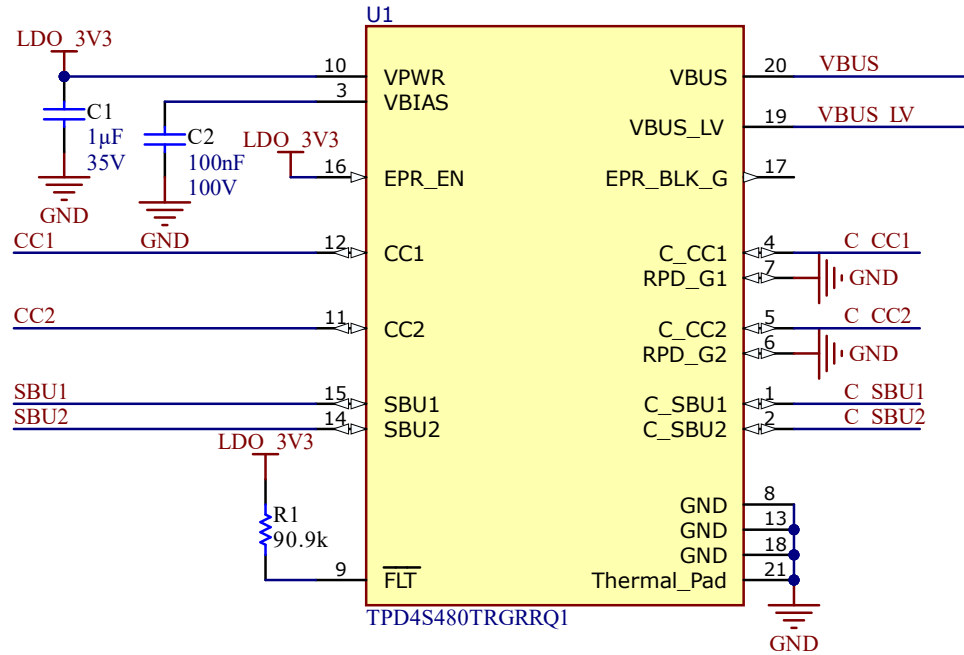 U1
LDO_3V3
10 VPWR VBUS 20 VBUS
3 VBIAS
C1
1µF
35V
GND
C2
100nF
100V
GND
VBUS_LV 19 VBUS_LV
LDO_3V3
16 EPR_EN EPR_BLK_G 17
CC1 12 CC1 C_CC1 4 C_CC1
RPD_G1 7 GND
CC2 11 CC2 C_CC2 5 C_CC2
RPD_G2 6 GND
SBU1 15 SBU1 C_SBU1 1 C_SBU1
SBU2 14 SBU2 C_SBU2 2 C_SBU2
LDO_3V3
R1
90.9k
GND 8
GND 13
GND 18
9 FLT Thermal_Pad 21
TPD4S480TRGRRQ1
GND